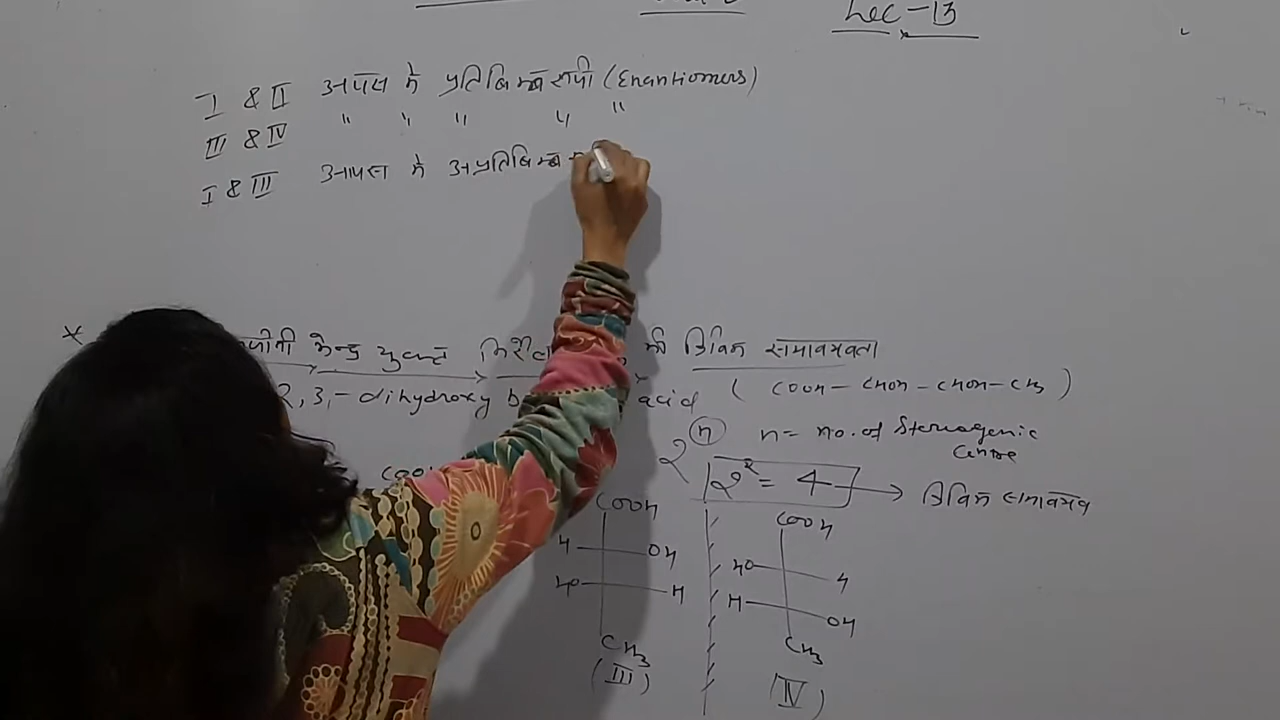 Lec-13
I & II आपस मे प्रतिबिम्बरूपी (Enantiomers)
III & IV " " " " "
I & III आपस मे अप्रतिबिम्ब
* केन्द्र युक्त की त्रिविम समावयवता
2,3,-dihydroxy acid (COOH-CHOH-CHOH-CH3)
2 n n= no. of Stereogenic
Centre
2² = 4 → त्रिविम समावयव
COOH
COOH COOH
H OH HO H
HO H H OH
CH3 CH3
(III) (IV)